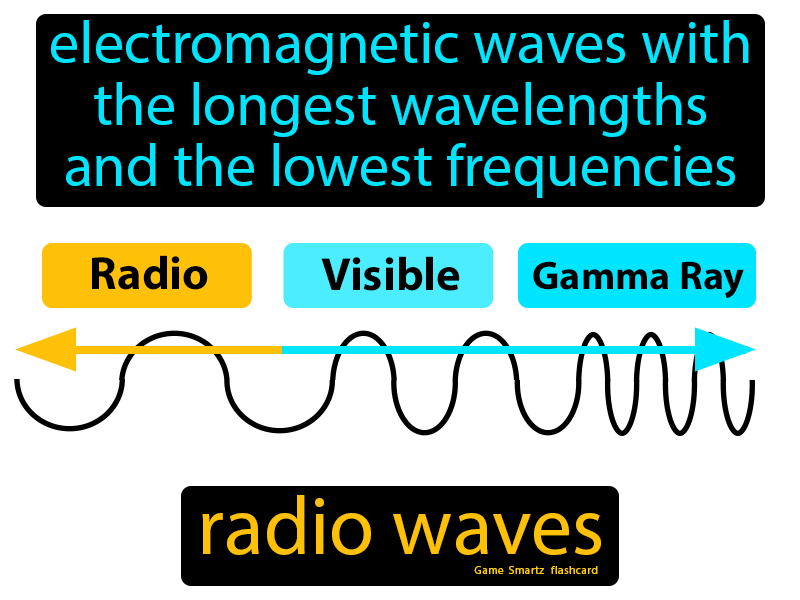 electromagnetic waves with
the longest wavelengths
and the lowest frequencies
Radio Visible Gamma Ray
radio waves
Game Smartz flashcard